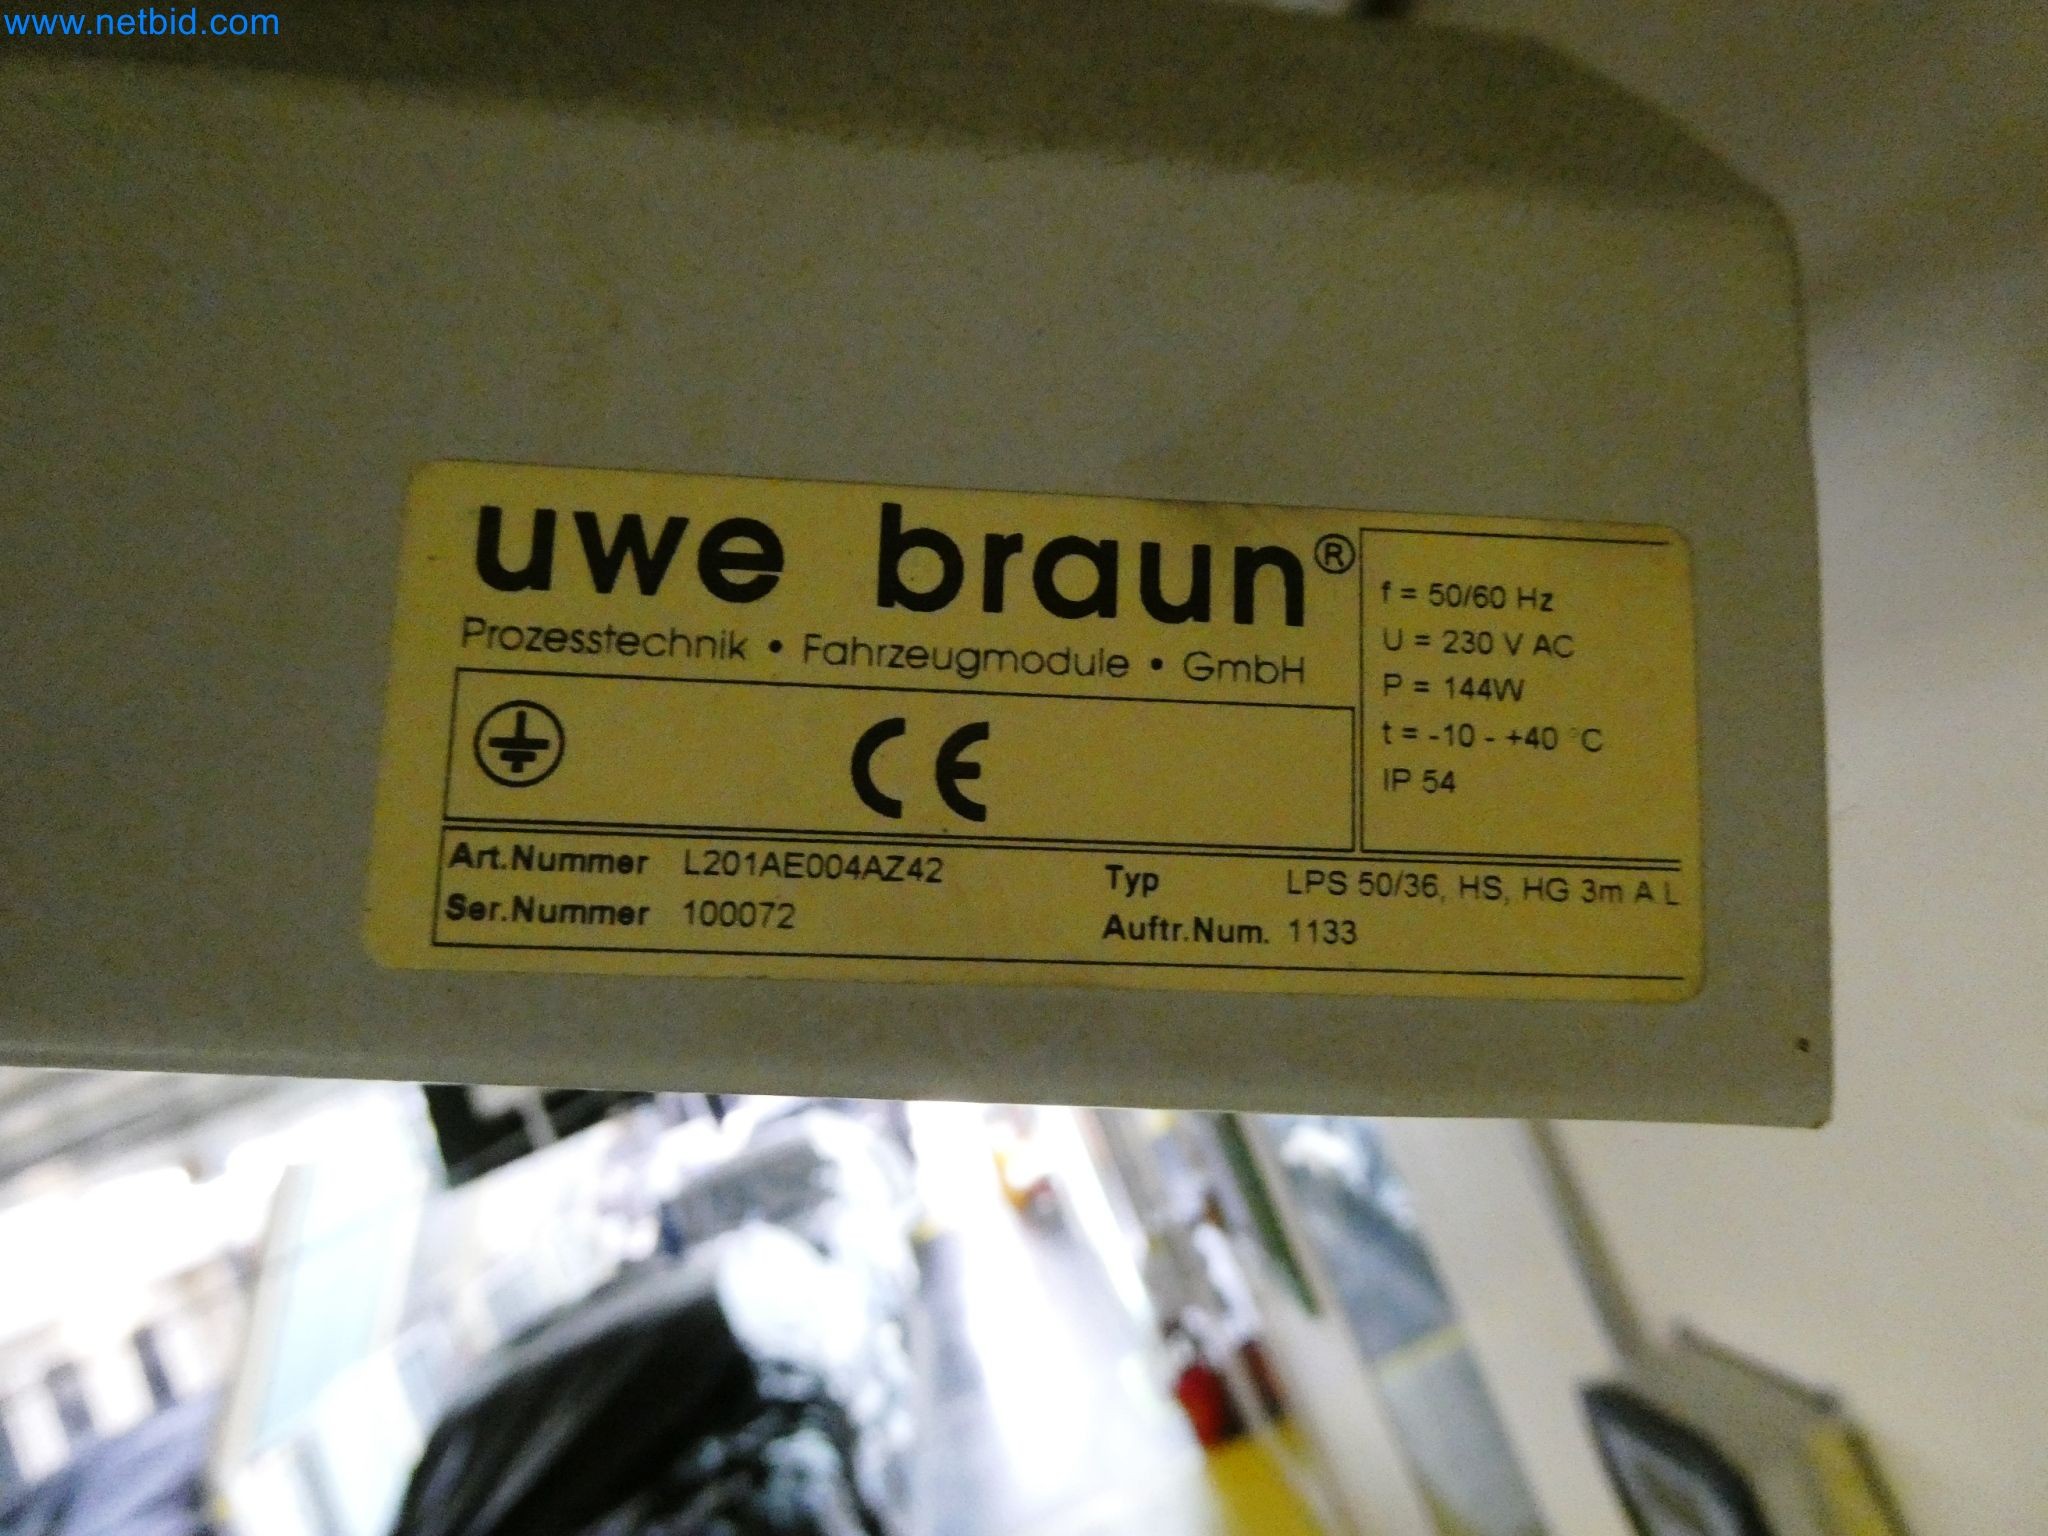 www.netbid.com
uwe braun®
Prozesstechnik • Fahrzeugmodule • GmbH
f = 50/60 Hz
U = 230 V AC
P = 144W
t = -10 - +40 °C
IP 54
CE
Art.Nummer L201AE004AZ42
Typ LPS 50/36, HS, HG 3m A L
Ser.Nummer 100072
Auftr.Num. 1133